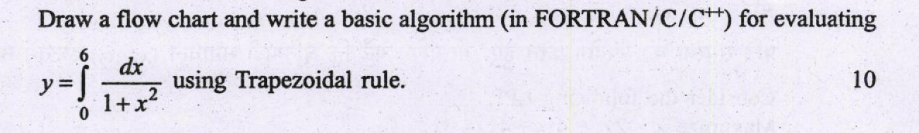 Draw a flow chart and write a basic algorithm (in FORTRAN/C/C++) for evaluating
y = ∫₀⁶ dx / (1 + x²) using Trapezoidal rule. 10